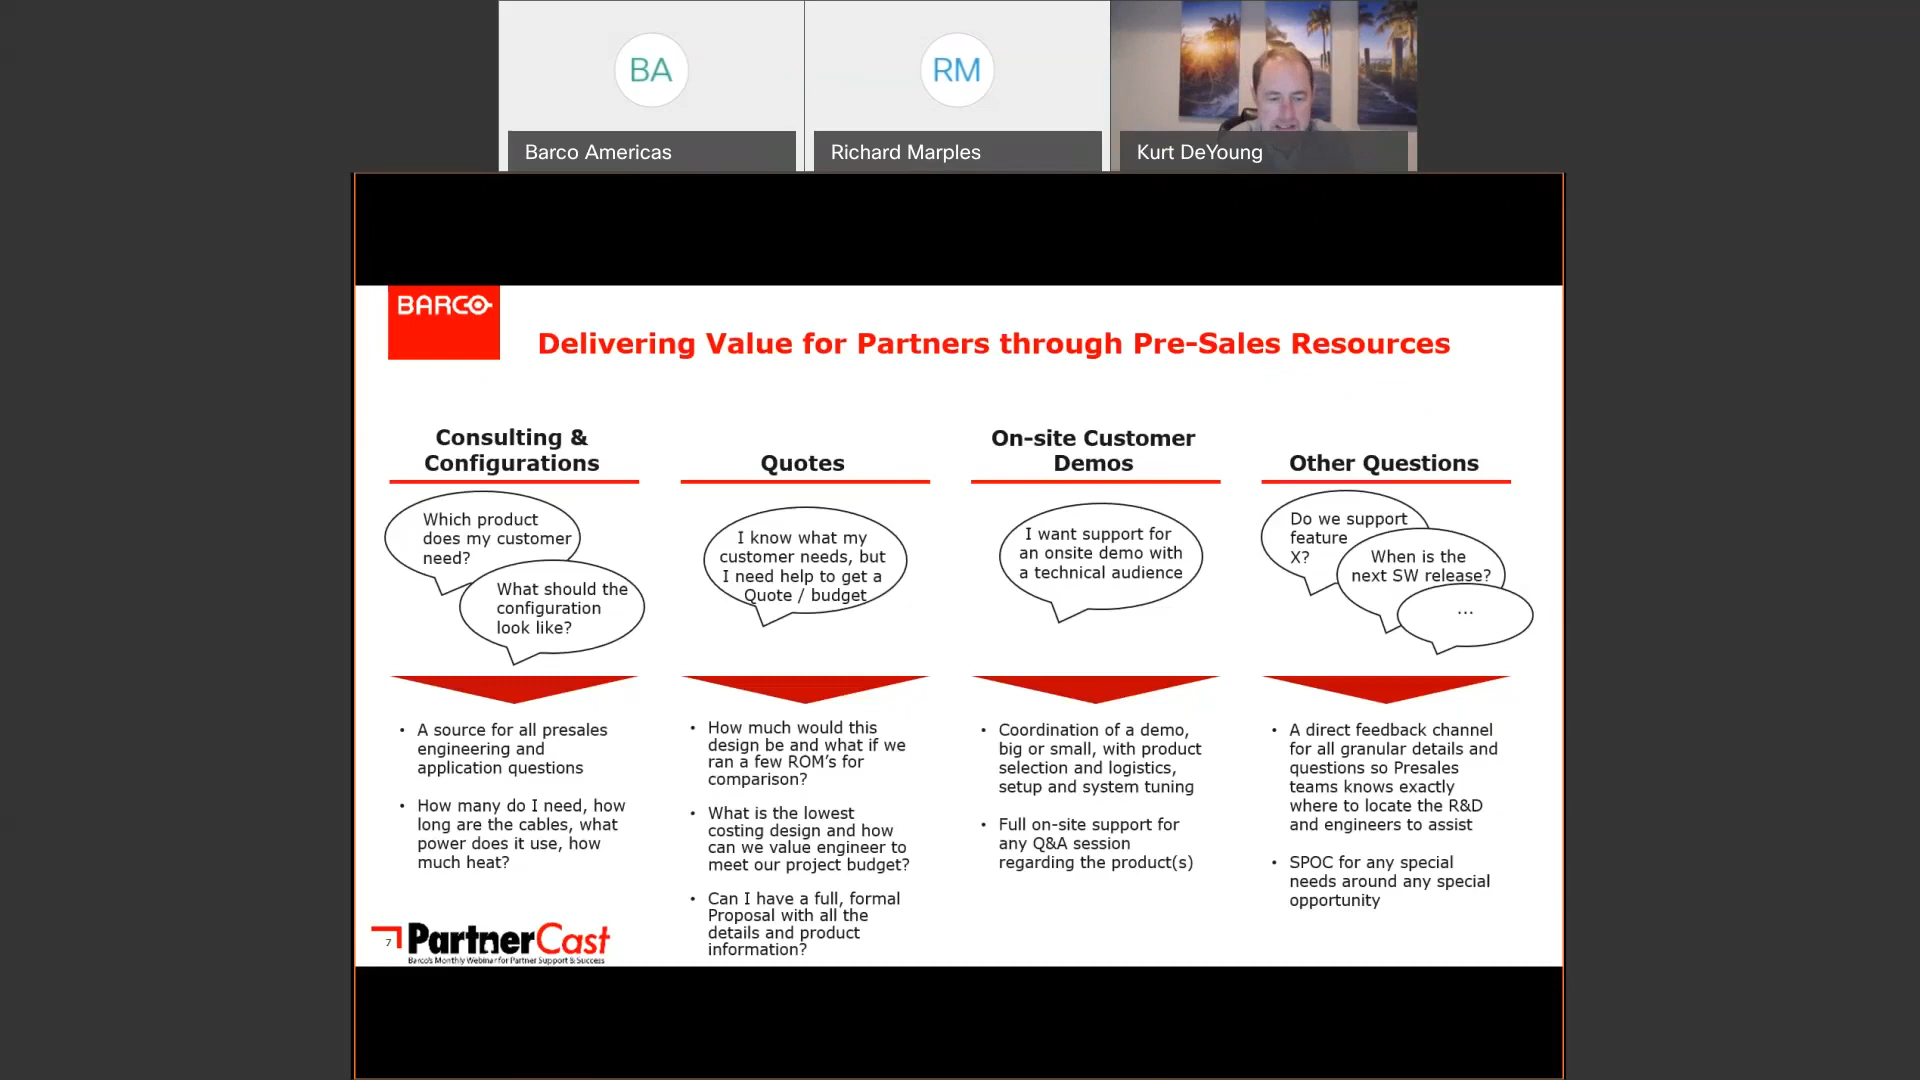 BA
RM
Barco Americas
Richard Marples
Kurt DeYoung
BARCO
Delivering Value for Partners through Pre-Sales Resources
Consulting &
Configurations
Which product
does my customer
need?
What should the
configuration
look like?
• A source for all presales
engineering and
application questions
• How many do I need, how
long are the cables, what
power does it use, how
much heat?
Quotes
I know what my
customer needs, but
I need help to get a
Quote / budget
• How much would this
design be and what if we
ran a few ROM's for
comparison?
• What is the lowest
costing design and how
can we value engineer to
meet our project budget?
• Can I have a full, formal
Proposal with all the
details and product
information?
On-site Customer
Demos
I want support for
an onsite demo with
a technical audience
• Coordination of a demo,
big or small, with product
selection and logistics,
setup and system tuning
• Full on-site support for
any Q&A session
regarding the product(s)
Other Questions
Do we support
feature
X?
When is the
next SW release?
...
• A direct feedback channel
for all granular details and
questions so Presales
teams knows exactly
where to locate the R&D
and engineers to assist
• SPOC for any special
needs around any special
opportunity
7
PartnerCast
Barco's Monthly Webinar for Partner Support & Success